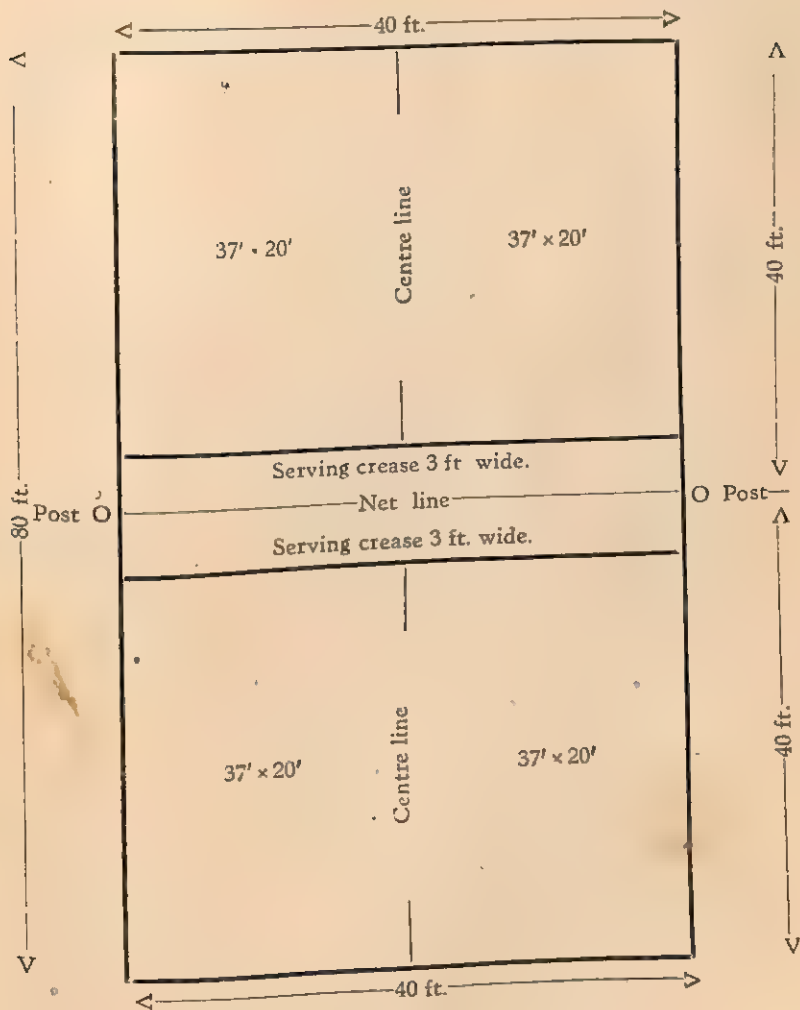 40 ft.
37' · 20'
Centre line
37' × 20'
40 ft.
Serving crease 3 ft wide.
80 ft.
Post O
Net line
O Post
Serving crease 3 ft. wide.
37' × 20'
Centre line
37' × 20'
40 ft.
40 ft.